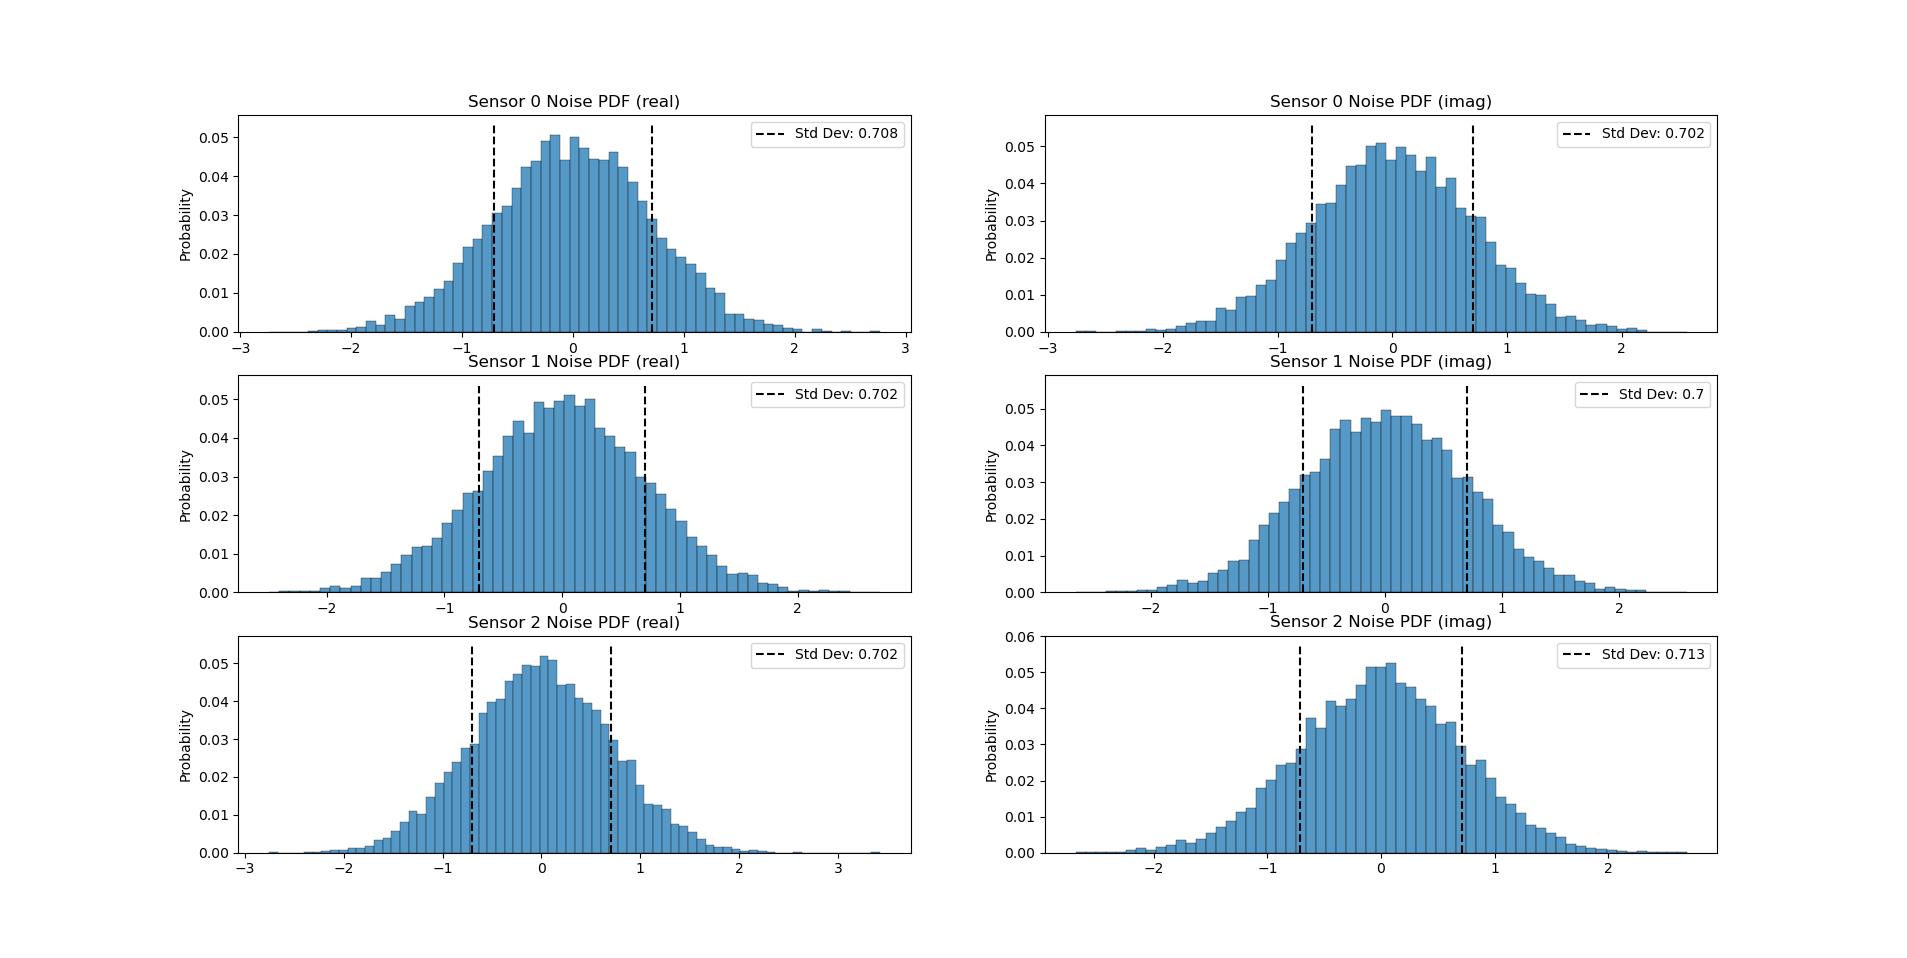 Sensor 0 Noise PDF (real)
Std Dev: 0.708
Probability
0.05
0.04
0.03
0.02
0.01
0.00
−3 −2 −1 0 1 2 3
Sensor 0 Noise PDF (imag)
Std Dev: 0.702
Probability
0.05
0.04
0.03
0.02
0.01
0.00
−3 −2 −1 0 1 2
Sensor 1 Noise PDF (real)
Std Dev: 0.702
Probability
0.05
0.04
0.03
0.02
0.01
0.00
−2 −1 0 1 2
Sensor 1 Noise PDF (imag)
Std Dev: 0.7
Probability
0.05
0.04
0.03
0.02
0.01
0.00
−2 −1 0 1 2
Sensor 2 Noise PDF (real)
Std Dev: 0.702
Probability
0.05
0.04
0.03
0.02
0.01
0.00
−3 −2 −1 0 1 2 3
Sensor 2 Noise PDF (imag)
Std Dev: 0.713
Probability
0.06
0.05
0.04
0.03
0.02
0.01
0.00
−2 −1 0 1 2